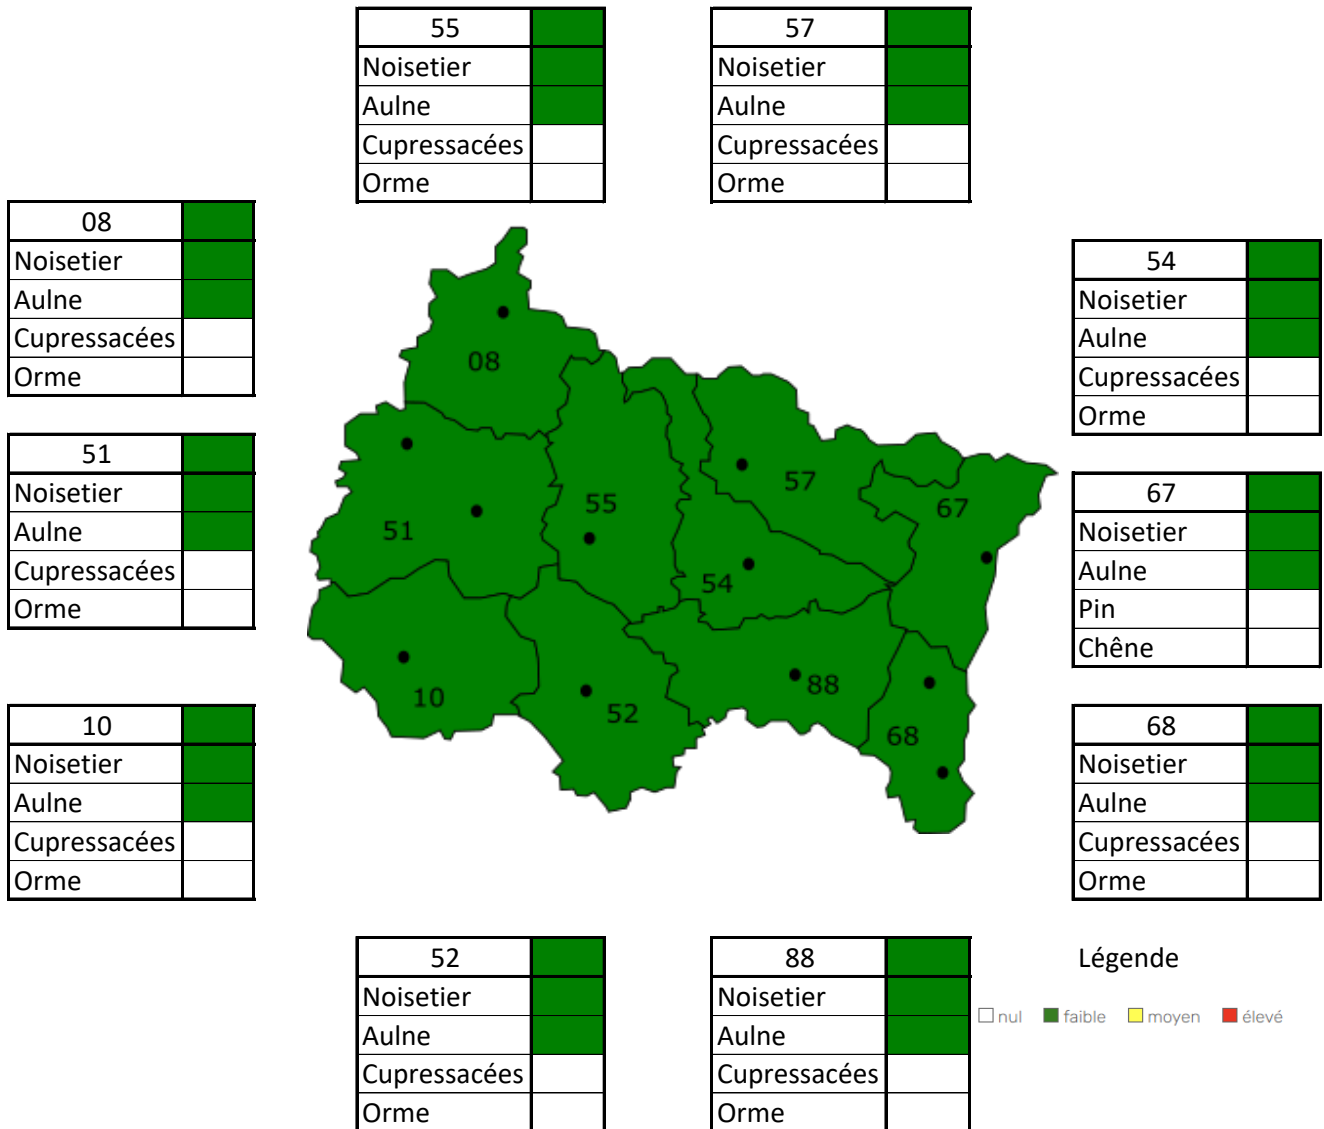 55
Noisetier
Aulne
Cupressacées
Orme
57
Noisetier
Aulne
Cupressacées
Orme
08
Noisetier
Aulne
Cupressacées
Orme
54
Noisetier
Aulne
Cupressacées
Orme
51
Noisetier
Aulne
Cupressacées
Orme
67
Noisetier
Aulne
Pin
Chêne
10
Noisetier
Aulne
Cupressacées
Orme
68
Noisetier
Aulne
Cupressacées
Orme
08
57
55
67
51
54
88
10
52
68
52
Noisetier
Aulne
Cupressacées
Orme
88
Noisetier
Aulne
Cupressacées
Orme
Légende
nul faible moyen élevé